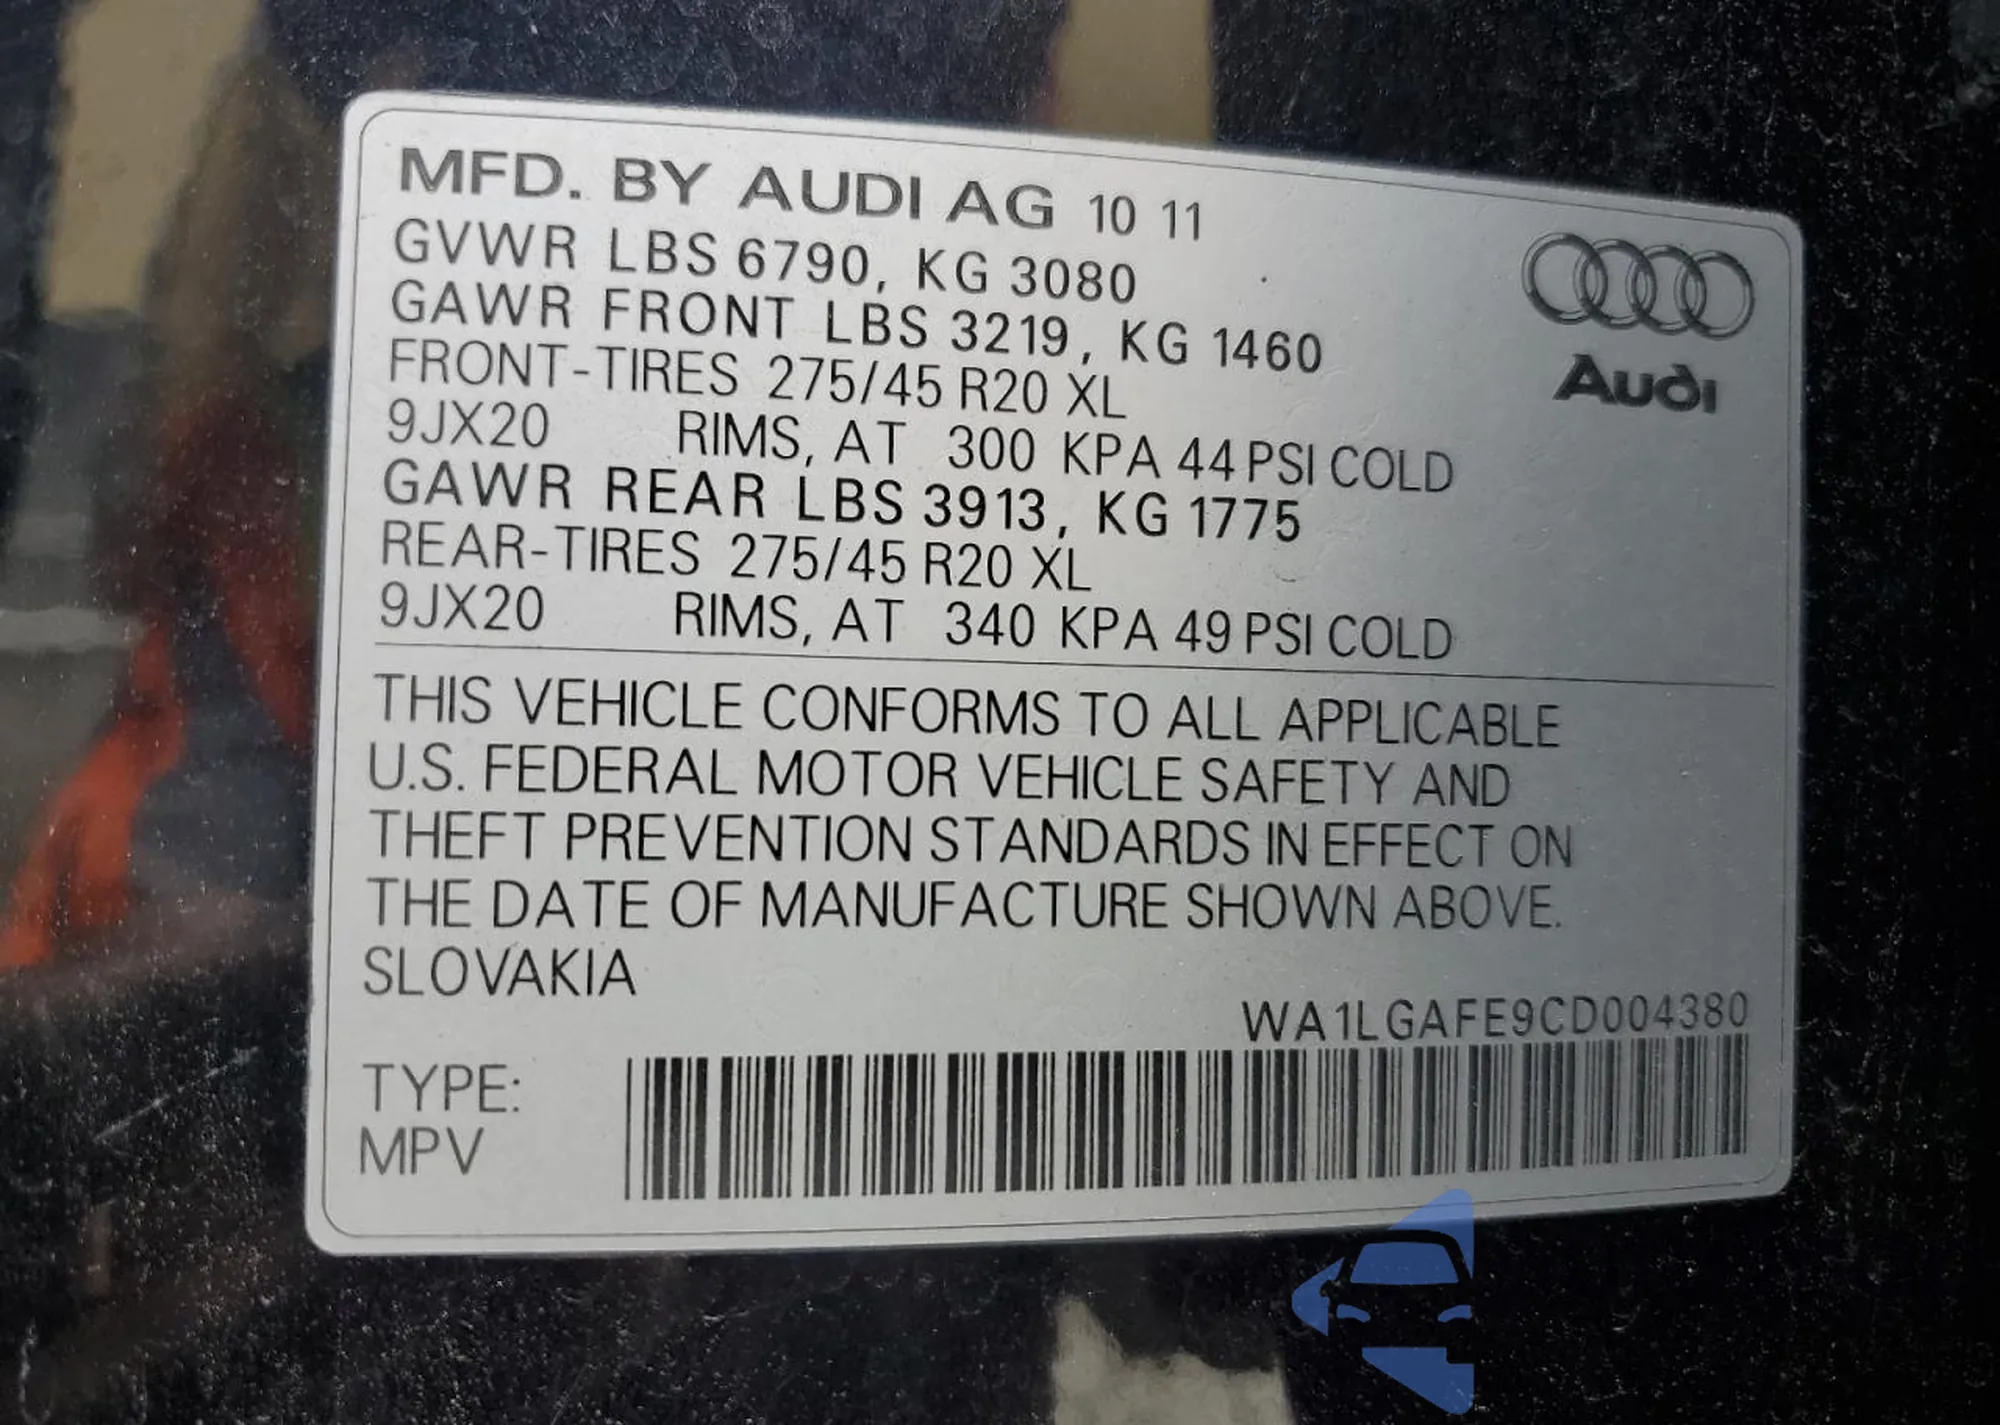 MFD. BY AUDI AG 10 11
GVWR LBS 6790, KG 3080
GAWR FRONT LBS 3219, KG 1460
FRONT-TIRES 275/45 R20 XL
9JX20 RIMS, AT 300 KPA 44 PSI COLD
GAWR REAR LBS 3913, KG 1775
REAR-TIRES 275/45 R20 XL
9JX20 RIMS, AT 340 KPA 49 PSI COLD
Audi
THIS VEHICLE CONFORMS TO ALL APPLICABLE
U.S. FEDERAL MOTOR VEHICLE SAFETY AND
THEFT PREVENTION STANDARDS IN EFFECT ON
THE DATE OF MANUFACTURE SHOWN ABOVE.
SLOVAKIA
WA1LGAFE9CD004380
TYPE:
MPV